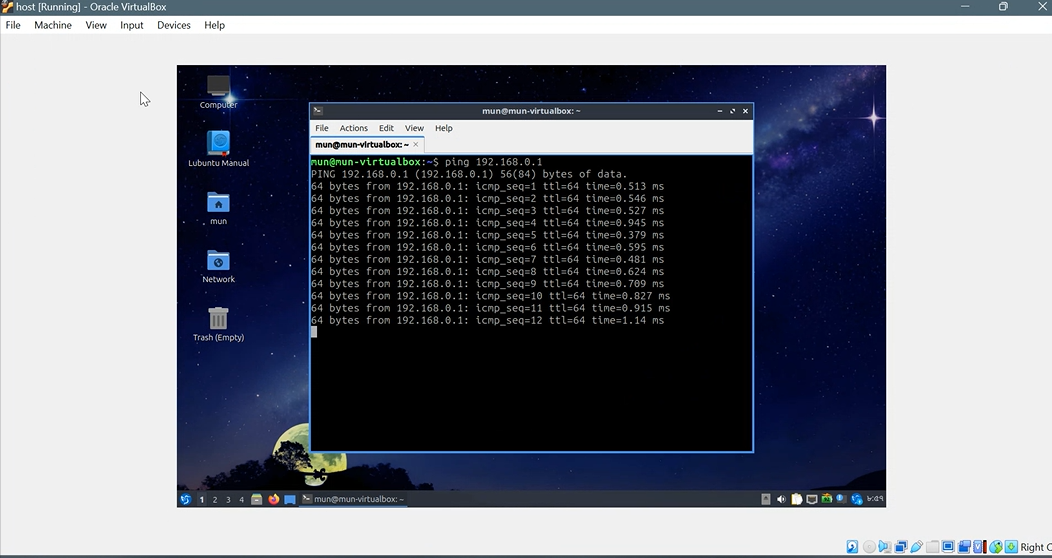 host [Running] - Oracle VirtualBox
File Machine View Input Devices Help
Computer
Lubuntu Manual
mun
Network
Trash (Empty)
mun@mun-virtualbox: ~
File Actions Edit View Help
mun@mun-virtualbox: ~
mun@mun-virtualbox:~$ ping 192.168.0.1
PING 192.168.0.1 (192.168.0.1) 56(84) bytes of data.
64 bytes from 192.168.0.1: icmp_seq=1 ttl=64 time=0.513 ms
64 bytes from 192.168.0.1: icmp_seq=2 ttl=64 time=0.546 ms
64 bytes from 192.168.0.1: icmp_seq=3 ttl=64 time=0.527 ms
64 bytes from 192.168.0.1: icmp_seq=4 ttl=64 time=0.945 ms
64 bytes from 192.168.0.1: icmp_seq=5 ttl=64 time=0.379 ms
64 bytes from 192.168.0.1: icmp_seq=6 ttl=64 time=0.595 ms
64 bytes from 192.168.0.1: icmp_seq=7 ttl=64 time=0.481 ms
64 bytes from 192.168.0.1: icmp_seq=8 ttl=64 time=0.624 ms
64 bytes from 192.168.0.1: icmp_seq=9 ttl=64 time=0.709 ms
64 bytes from 192.168.0.1: icmp_seq=10 ttl=64 time=0.827 ms
64 bytes from 192.168.0.1: icmp_seq=11 ttl=64 time=0.915 ms
64 bytes from 192.168.0.1: icmp_seq=12 ttl=64 time=1.14 ms
1 2 3 4 mun@mun-virtualbox: ~
Right C